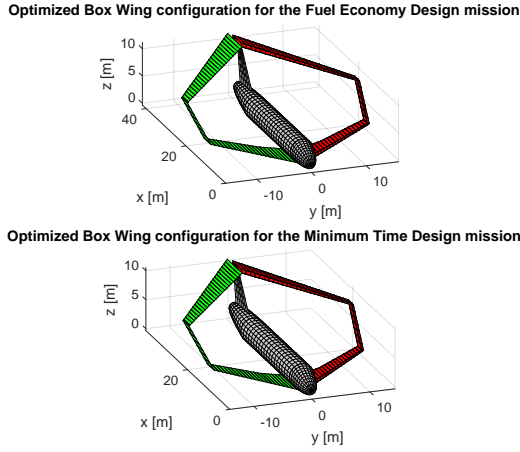 Optimized Box Wing configuration for the Fuel Economy Design mission
10
5
0
z [m]
40
20
0
x [m]
-10
0
10
y [m]
Optimized Box Wing configuration for the Minimum Time Design mission
10
5
0
z [m]
20
0
x [m]
-10
0
10
y [m]